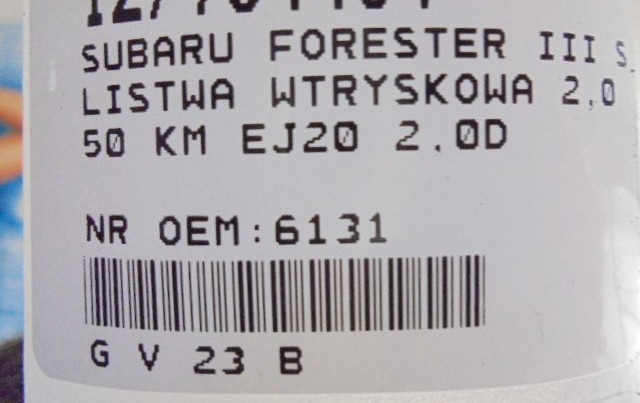 SUBARU FORESTER III S.
LISTWA WTRYSKOWA 2,0
50 KM EJ20 2.0D
NR OEM:6131
G V 23 B